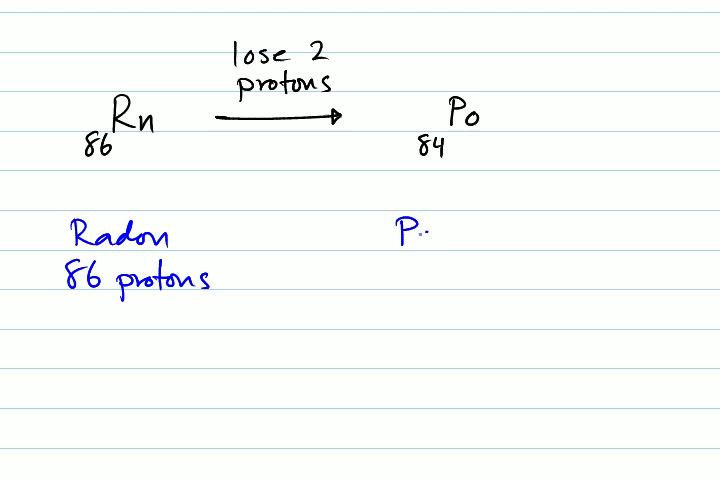 lose 2
protons
86Rn → 84Po
Radon
86 protons
P